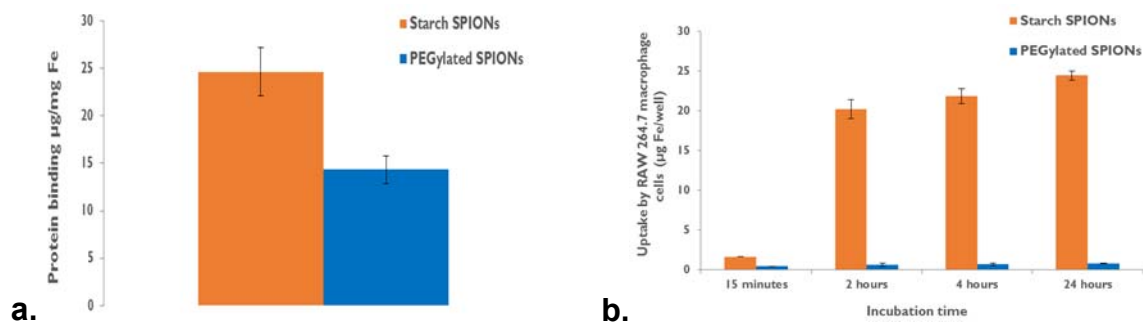 Protein binding µg/mg Fe
30
25
20
15
10
5
0
Starch SPIONs
PEGylated SPIONs
a.
Uptake by RAW 264.7 macrophage
cells (µg Fe/well)
30
25
20
15
10
5
0
Starch SPIONs
PEGylated SPIONs
15 minutes
2 hours
4 hours
24 hours
Incubation time
b.